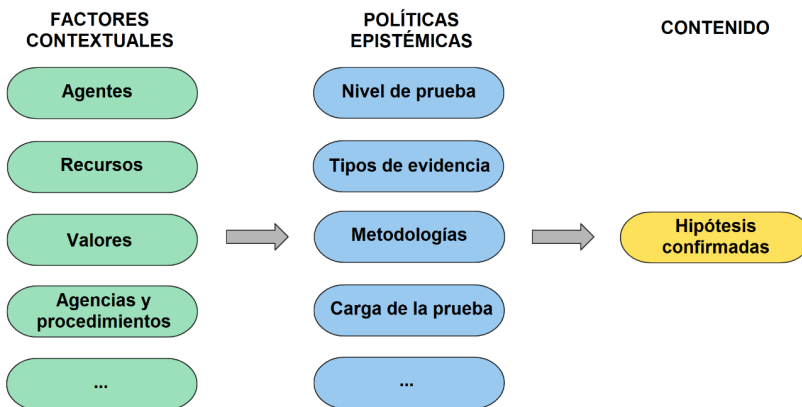 FACTORES
CONTEXTUALES
Agentes
Recursos
Valores
Agencias y
procedimientos
...
POLÍTICAS
EPISTÉMICAS
Nivel de prueba
Tipos de evidencia
Metodologías
Carga de la prueba
...
CONTENIDO
Hipótesis
confirmadas